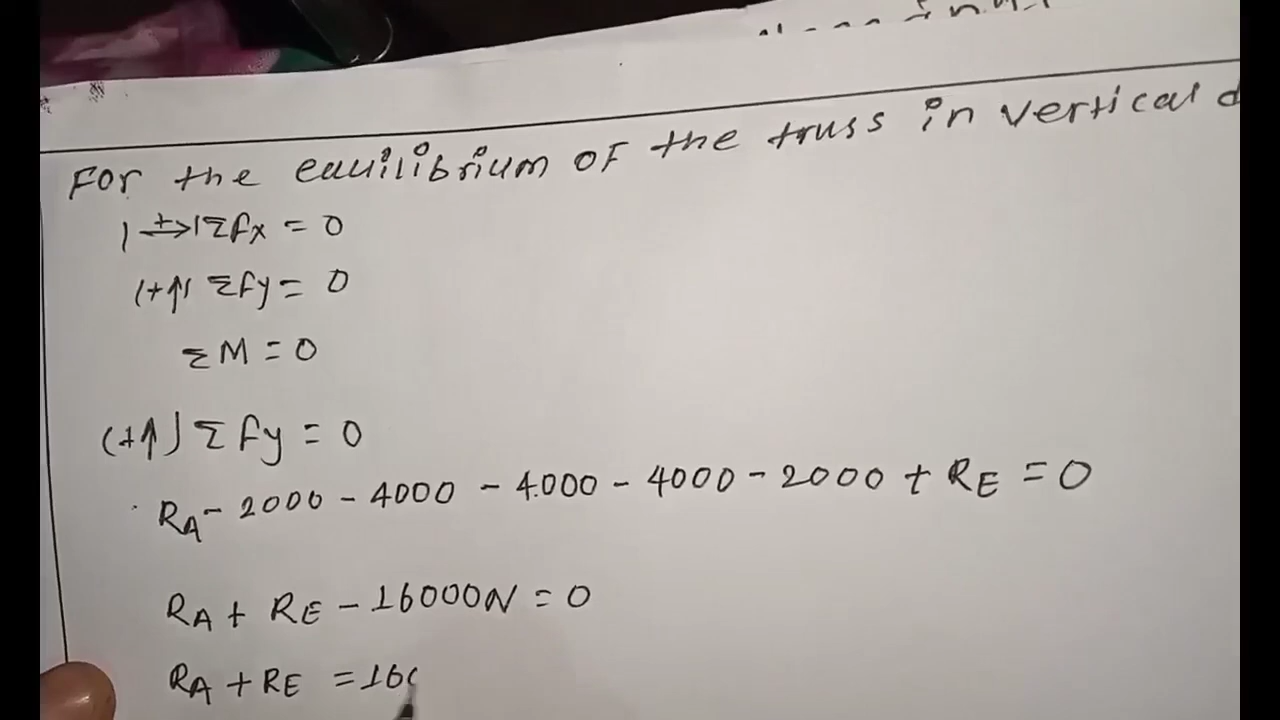 For the equilibrium of the truss in vertical d
(+→) Σfx = 0
(+↑) Σfy = 0
ΣM = 0
(+↑) Σfy = 0
RA - 2000 - 4000 - 4000 - 4000 - 2000 + RE = 0
RA + RE - 16000N = 0
RA + RE = 160